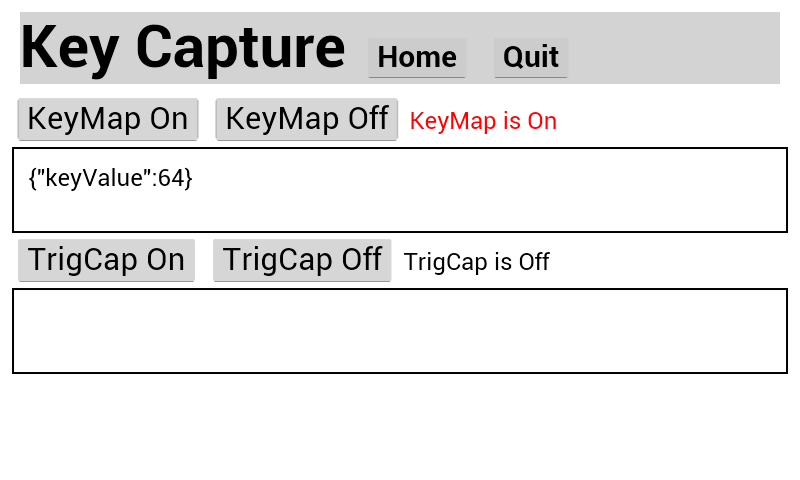 Key Capture Home Quit
KeyMap On KeyMap Off KeyMap is On
{"keyValue":64}
TrigCap On TrigCap Off TrigCap is Off